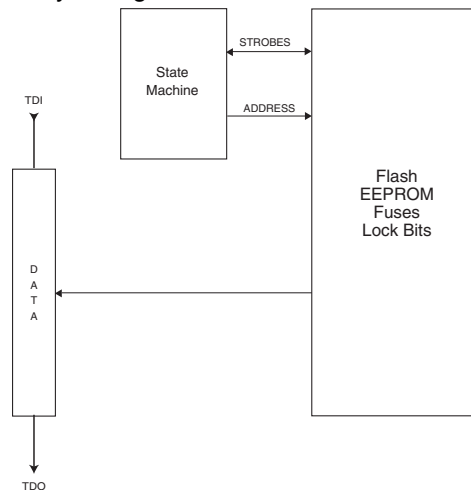 STROBES
State
Machine
ADDRESS
TDI
Flash
EEPROM
Fuses
Lock Bits
D
A
T
A
TDO